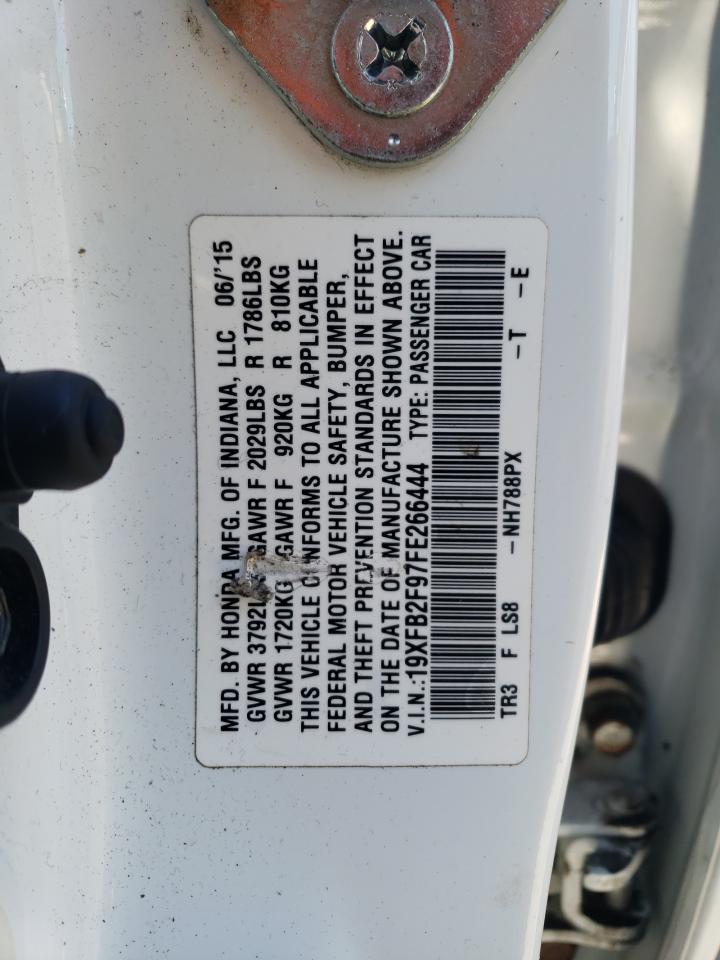 MFD. BY HONDA MFG. OF INDIANA, LLC 06/'15
GVWR 3792L GAWR F 2029LBS R 1786LBS
GVWR 1720KG GAWR F 920KG R 810KG
THIS VEHICLE CONFORMS TO ALL APPLICABLE
FEDERAL MOTOR VEHICLE SAFETY, BUMPER,
AND THEFT PREVENTION STANDARDS IN EFFECT
ON THE DATE OF MANUFACTURE SHOWN ABOVE.
V.I.N.:19XFB2F97FE266444 TYPE: PASSENGER CAR
TR3 F LS8 -NH788PX -T -E